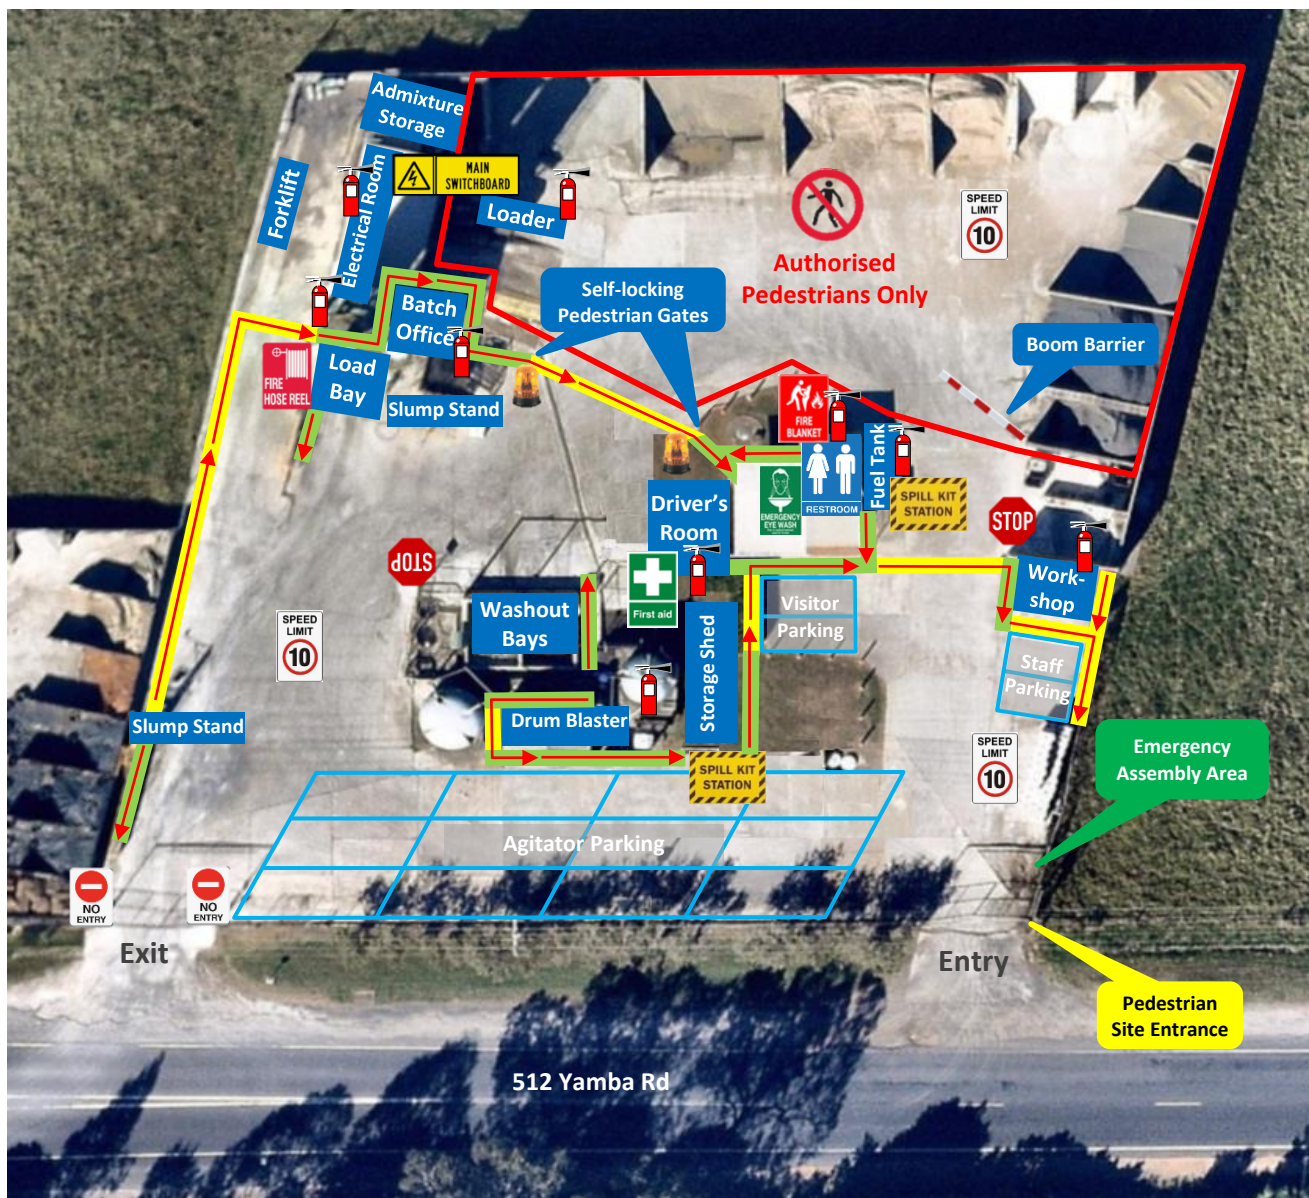 Admixture
Storage
MAIN
SWITCHBOARD
Forklift
Electrical Room
Loader
SPEED
LIMIT
10
Authorised
Pedestrians Only
Self-locking
Pedestrian Gates
Batch
Office
Boom Barrier
FIRE
HOSE REEL
Load
Bay
Slump Stand
FIRE
BLANKET
Fuel Tank
EMERGENCY
EYE WASH
RESTROOM
SPILL KIT
STATION
Driver's
Room
STOP
STOP
First aid
Work-
shop
Washout
Bays
Visitor
Parking
SPEED
LIMIT
10
Storage Shed
Staff
Parking
Slump Stand
Drum Blaster
SPEED
LIMIT
10
Emergency
Assembly Area
SPILL KIT
STATION
Agitator Parking
NO
ENTRY
NO
ENTRY
Exit
Entry
Pedestrian
Site Entrance
512 Yamba Rd